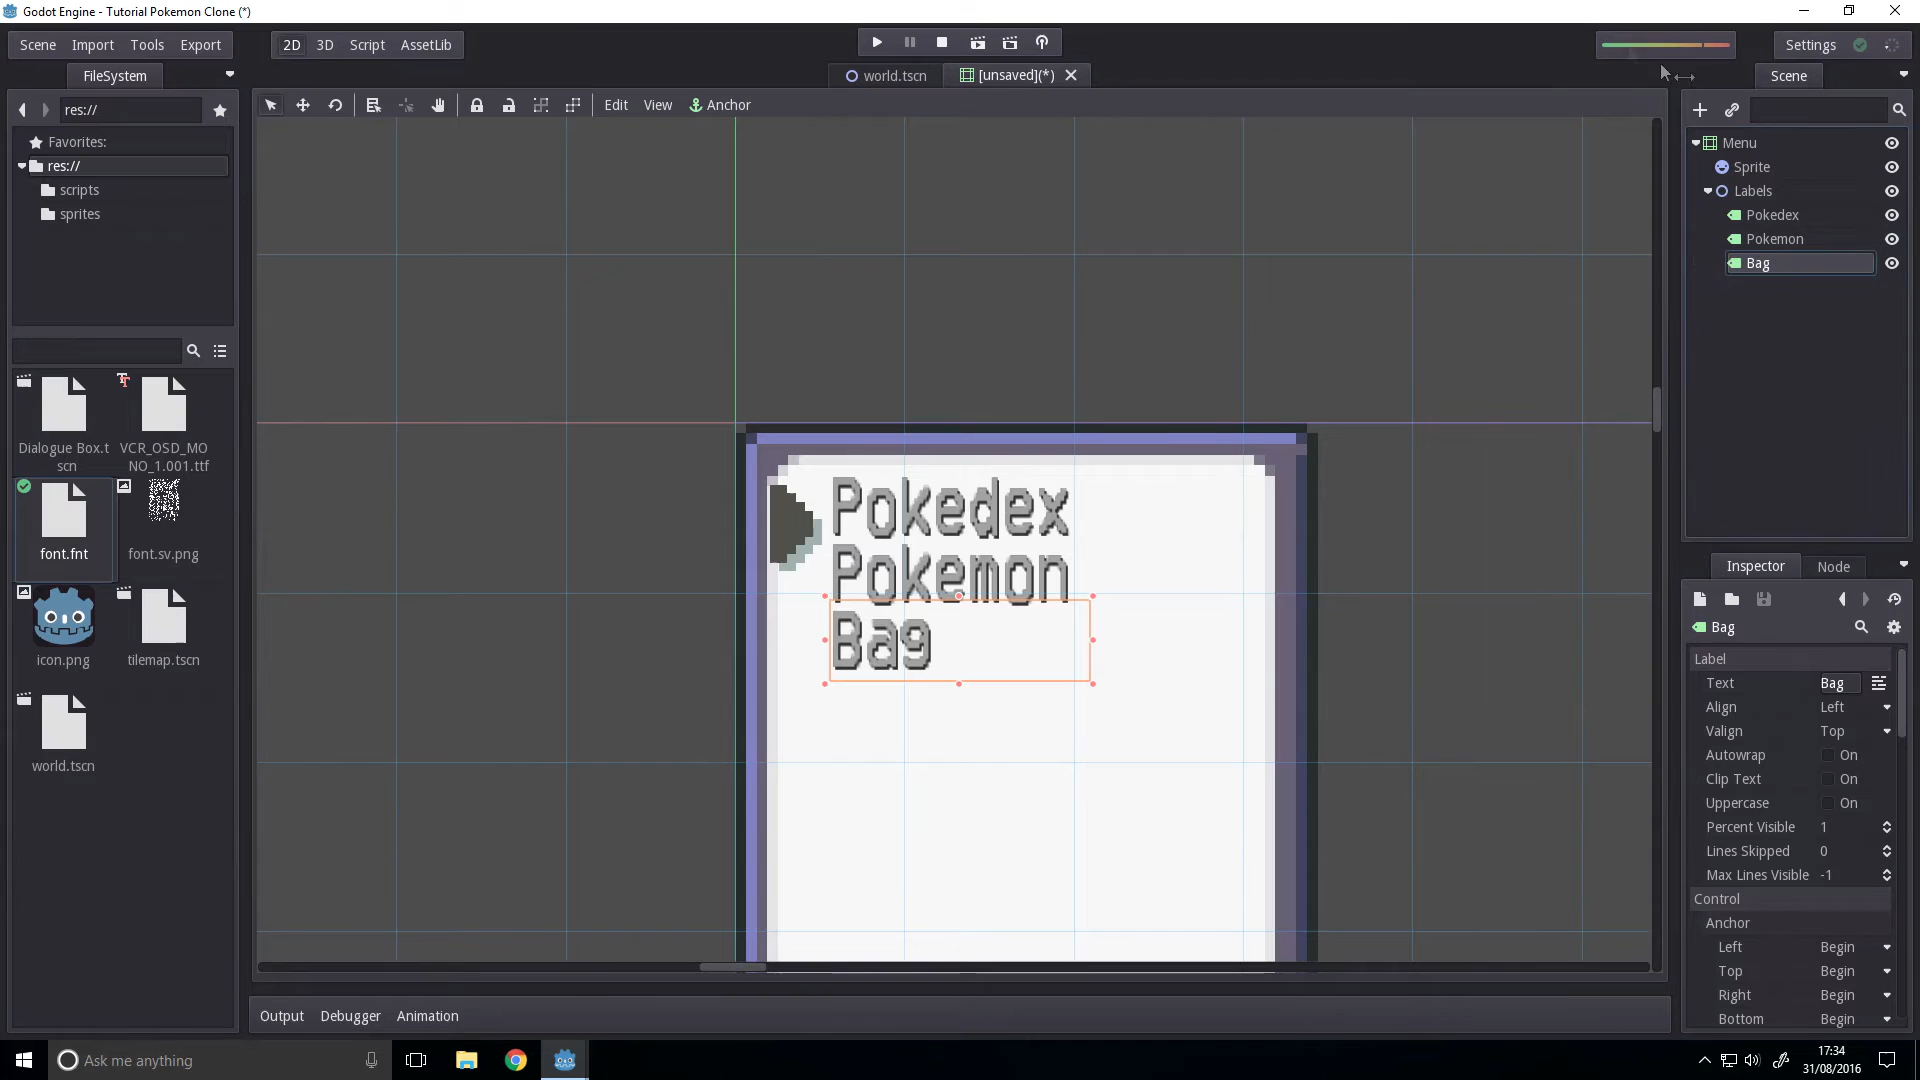 Godot Engine - Tutorial Pokemon Clone (*)
Scene Import Tools Export 2D 3D Script AssetLib Settings
FileSystem world.tscn [unsaved](*) Scene
res:// Edit View Anchor
Favorites:
res://
scripts
sprites
Menu
Sprite
Labels
Pokedex
Pokemon
Bag
Dialogue Box.t
scn
VCR_OSD_MO
NO_1.001.ttf
font.fnt
font.sv.png
icon.png
tilemap.tscn
world.tscn
Pokedex
Pokemon
Bag
Inspector Node
Bag
Label
Text Bag
Align Left
Valign Top
Autowrap On
Clip Text On
Uppercase On
Percent Visible 1
Lines Skipped 0
Max Lines Visible -1
Control
Anchor
Left Begin
Top Begin
Right Begin
Bottom Begin
Output Debugger Animation
Ask me anything
17:34
31/08/2016